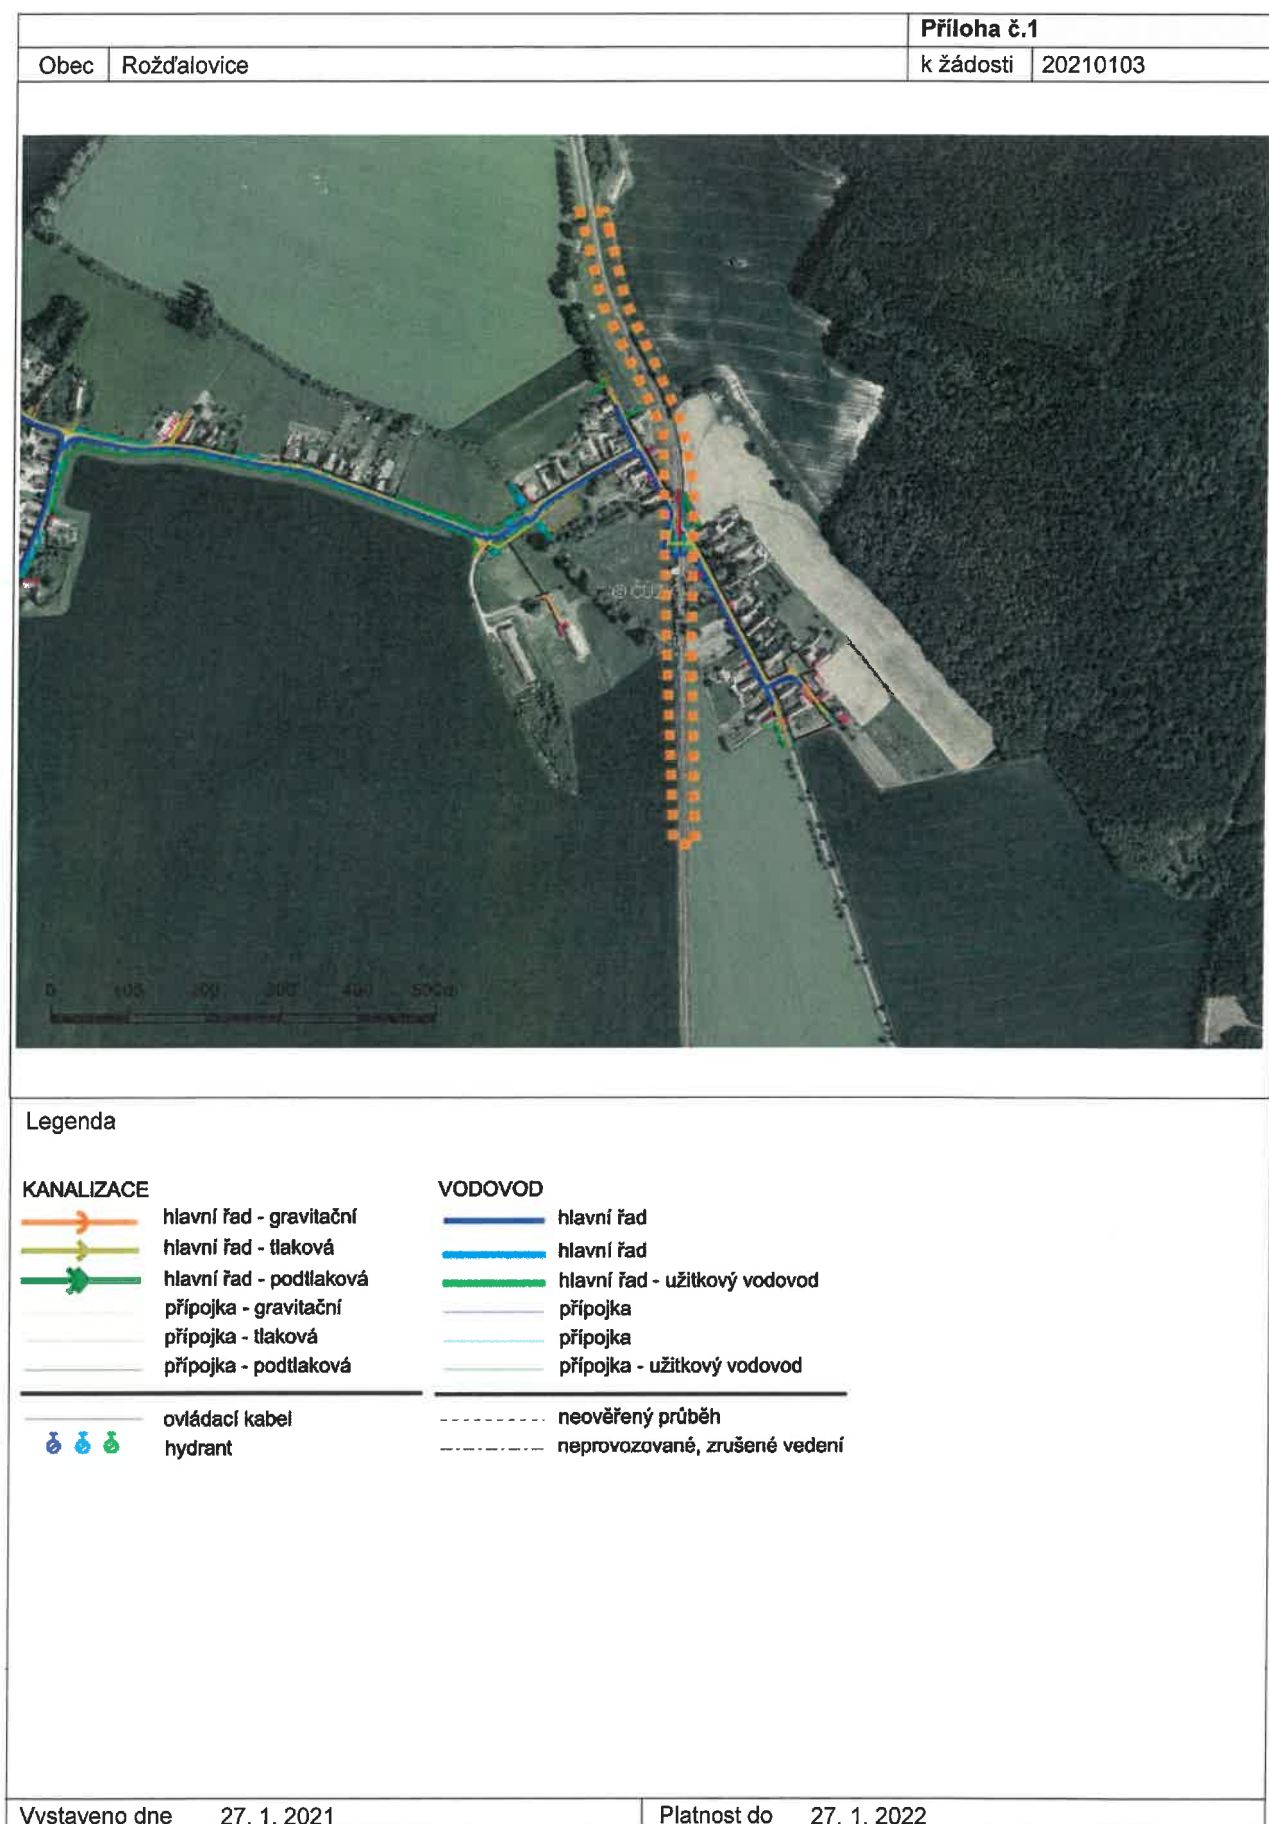 Příloha č.1
Obec Rožďalovice k žádosti 20210103
© ČÚZ
0 100 200 300 400 500m
Legenda
KANALIZACE
hlavní řad - gravitační
hlavní řad - tlaková
hlavní řad - podtlaková
přípojka - gravitační
přípojka - tlaková
přípojka - podtlaková
ovládací kabel
hydrant
VODOVOD
hlavní řad
hlavní řad
hlavní řad - užitkový vodovod
přípojka
přípojka
přípojka - užitkový vodovod
neověřený průběh
neprovozované, zrušené vedení
Vystaveno dne 27. 1. 2021 Platnost do 27. 1. 2022